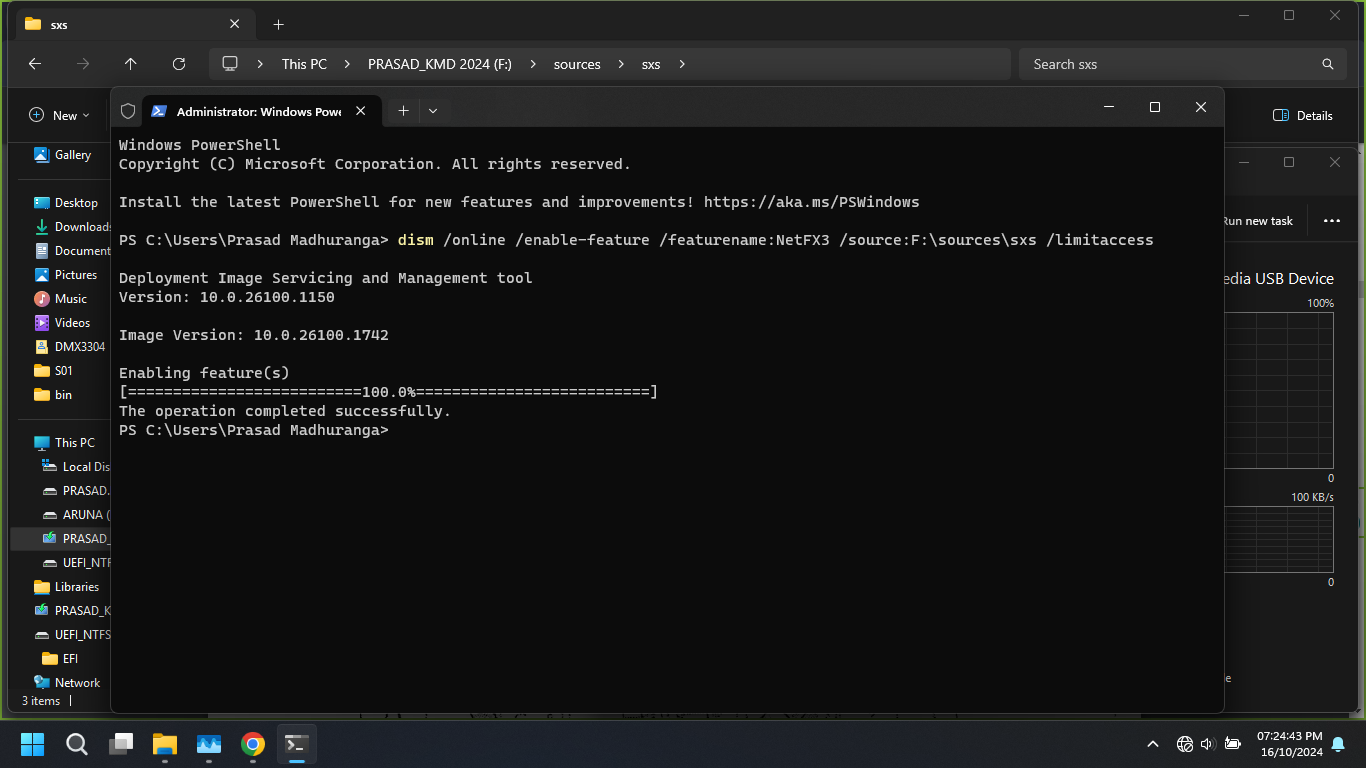 sxs
This PC
PRASAD_KMD 2024 (F:)
sources
sxs
Search sxs
New
Details
Administrator: Windows Powe
Gallery
Desktop
Downloads
Document
Pictures
Music
Videos
DMX3304
S01
bin
This PC
Local Dis
PRASAD.
ARUNA (
PRASAD_
UEFI_NTF
Libraries
PRASAD_K
UEFI_NTFS
EFI
Network
3 items
Windows PowerShell
Copyright (C) Microsoft Corporation. All rights reserved.
Install the latest PowerShell for new features and improvements! https://aka.ms/PSWindows
PS C:\Users\Prasad Madhuranga> dism /online /enable-feature /featurename:NetFX3 /source:F:\sources\sxs /limitaccess
Deployment Image Servicing and Management tool
Version: 10.0.26100.1150
Image Version: 10.0.26100.1742
Enabling feature(s)
[==========================100.0%==========================]
The operation completed successfully.
PS C:\Users\Prasad Madhuranga>
Run new task
edia USB Device
100%
0
100 KB/s
0
e
07:24:43 PM
16/10/2024